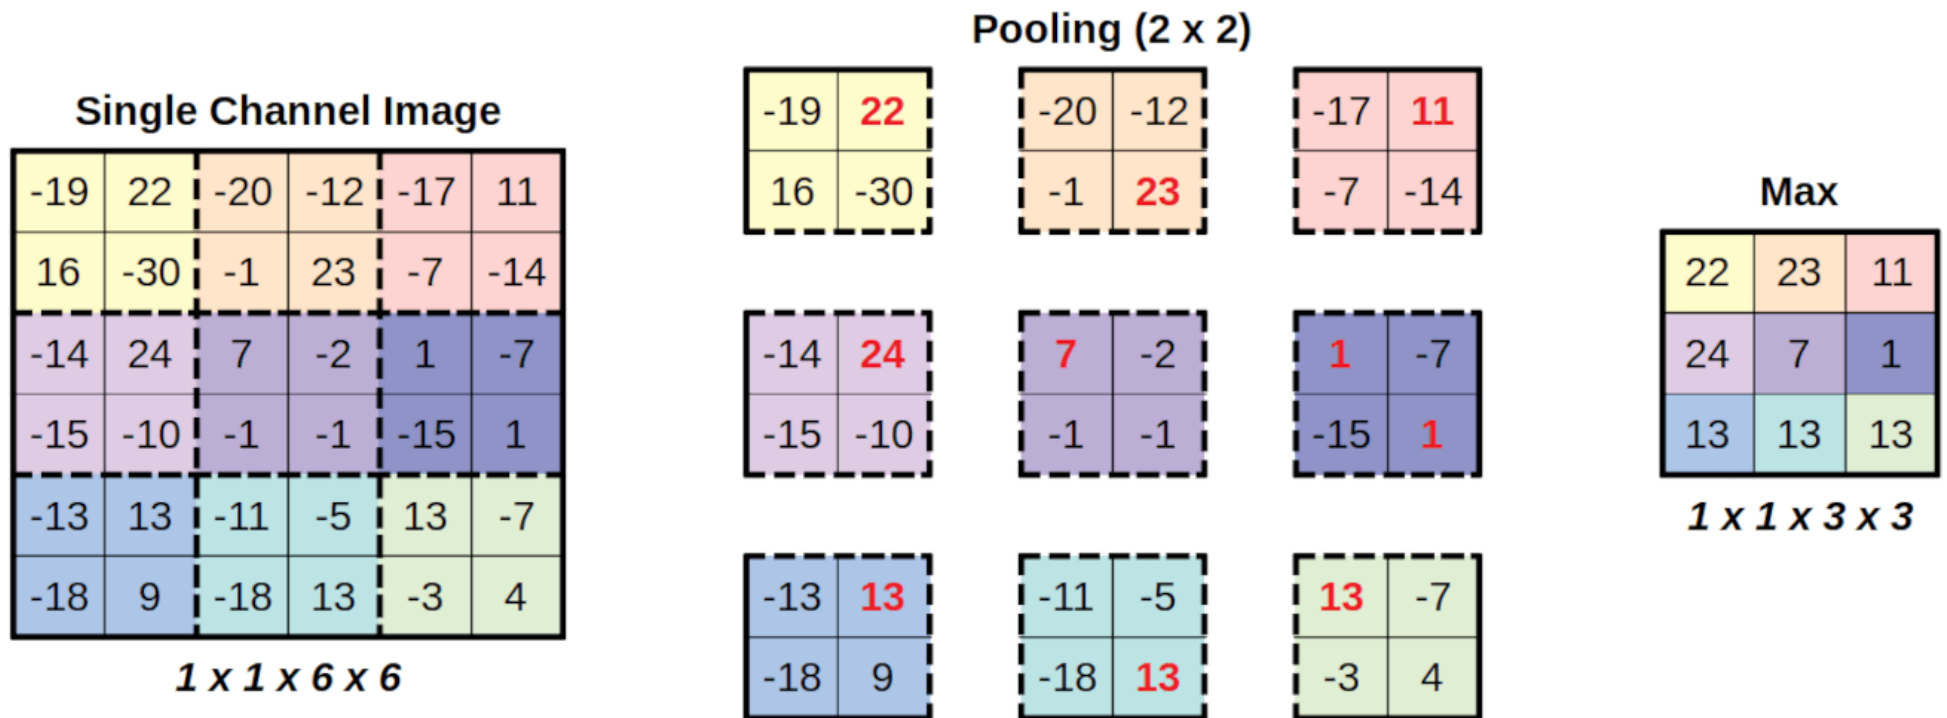 Pooling (2 x 2)
Single Channel Image
-19 22 -20 -12 -17 11
16 -30 -1 23 -7 -14
-14 24 7 -2 1 -7
-15 -10 -1 -1 -15 1
-13 13 -11 -5 13 -7
-18 9 -18 13 -3 4
1 x 1 x 6 x 6
-19 22 -20 -12 -17 11
16 -30 -1 23 -7 -14
-14 24 7 -2 1 -7
-15 -10 -1 -1 -15 1
-13 13 -11 -5 13 -7
-18 9 -18 13 -3 4
Max
22 23 11
24 7 1
13 13 13
1 x 1 x 3 x 3